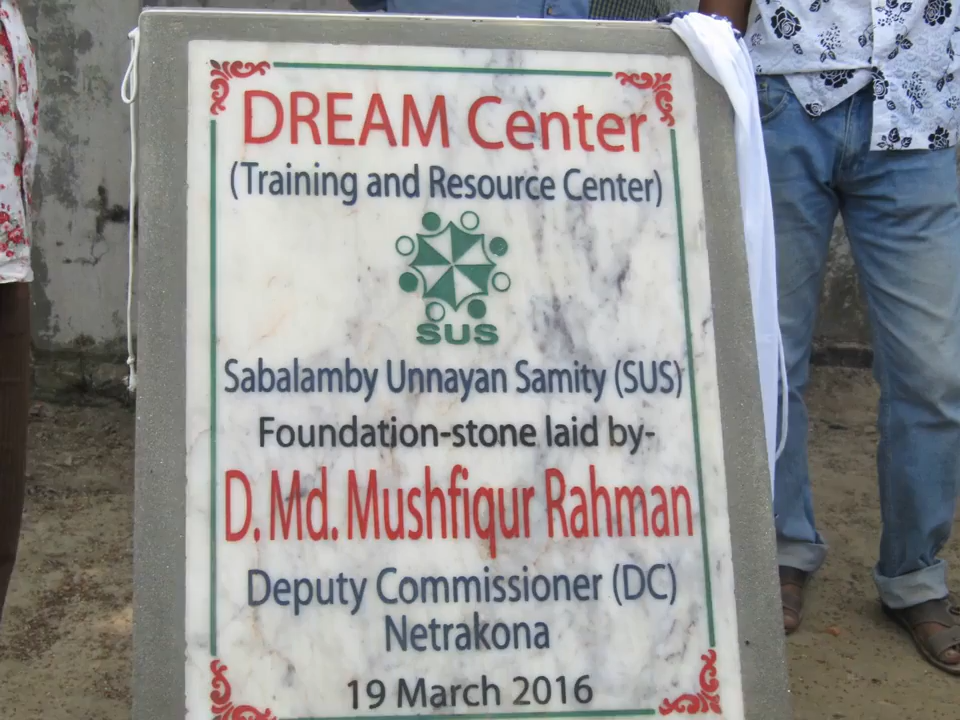 DREAM Center
(Training and Resource Center)
SUS
Sabalamby Unnayan Samity (SUS)
Foundation-stone laid by-
D. Md. Mushfiqur Rahman
Deputy Commissioner (DC)
Netrakona
19 March 2016